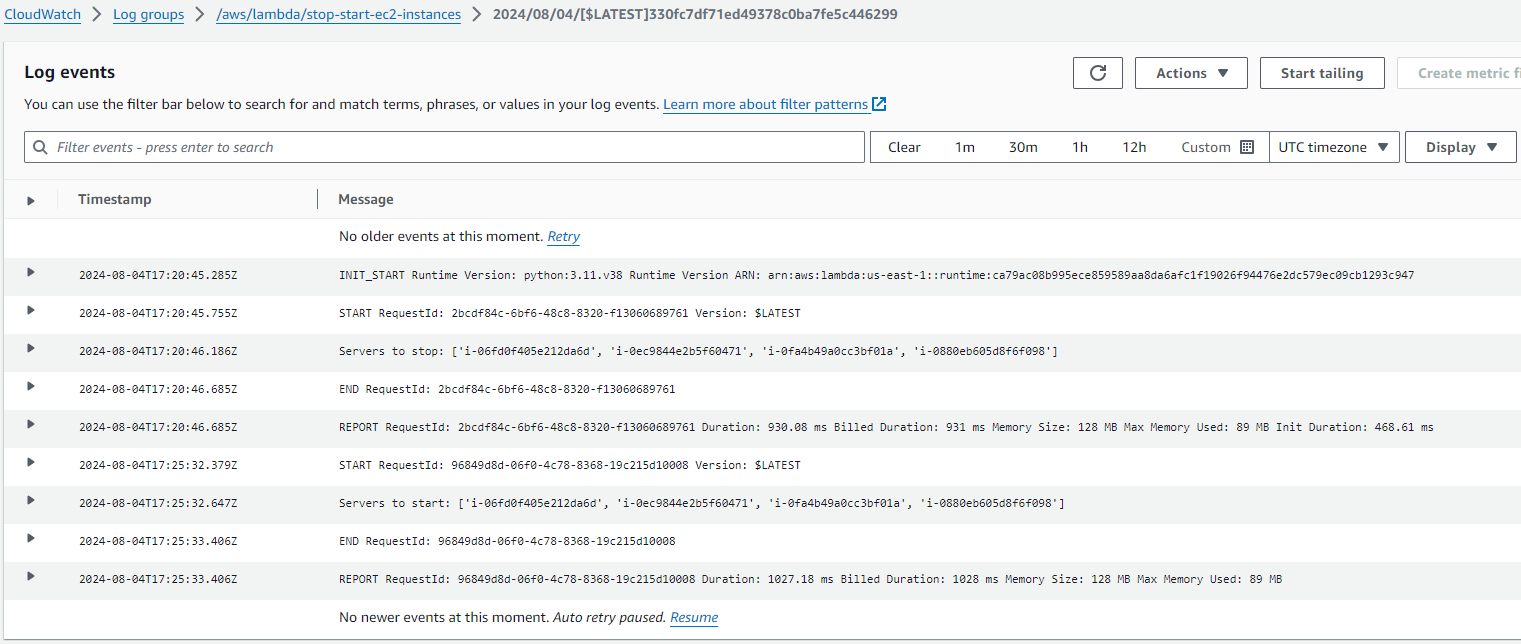 CloudWatch > Log groups > /aws/lambda/stop-start-ec2-instances > 2024/08/04/[$LATEST]330fc7df71ed49378c0ba7fe5c446299
Log events
Actions Start tailing Create metric fi
You can use the filter bar below to search for and match terms, phrases, or values in your log events. Learn more about filter patterns
Filter events - press enter to search Clear 1m 30m 1h 12h Custom UTC timezone Display
Timestamp Message
No older events at this moment. Retry
2024-08-04T17:20:45.285Z INIT_START Runtime Version: python:3.11.v38 Runtime Version ARN: arn:aws:lambda:us-east-1::runtime:ca79ac08b995ece859589aa8da6afc1f19026f94476e2dc579ec09cb1293c947
2024-08-04T17:20:45.755Z START RequestId: 2bcdf84c-6bf6-48c8-8320-f13060689761 Version: $LATEST
2024-08-04T17:20:46.186Z Servers to stop: ['i-06fd0f405e212da6d', 'i-0ec9844e2b5f60471', 'i-0fa4b49a0cc3bf01a', 'i-0880eb605d8f6f098']
2024-08-04T17:20:46.685Z END RequestId: 2bcdf84c-6bf6-48c8-8320-f13060689761
2024-08-04T17:20:46.685Z REPORT RequestId: 2bcdf84c-6bf6-48c8-8320-f13060689761 Duration: 930.08 ms Billed Duration: 931 ms Memory Size: 128 MB Max Memory Used: 89 MB Init Duration: 468.61 ms
2024-08-04T17:25:32.379Z START RequestId: 96849d8d-06f0-4c78-8368-19c215d10008 Version: $LATEST
2024-08-04T17:25:32.647Z Servers to start: ['i-06fd0f405e212da6d', 'i-0ec9844e2b5f60471', 'i-0fa4b49a0cc3bf01a', 'i-0880eb605d8f6f098']
2024-08-04T17:25:33.406Z END RequestId: 96849d8d-06f0-4c78-8368-19c215d10008
2024-08-04T17:25:33.406Z REPORT RequestId: 96849d8d-06f0-4c78-8368-19c215d10008 Duration: 1027.18 ms Billed Duration: 1028 ms Memory Size: 128 MB Max Memory Used: 89 MB
No newer events at this moment. Auto retry paused. Resume